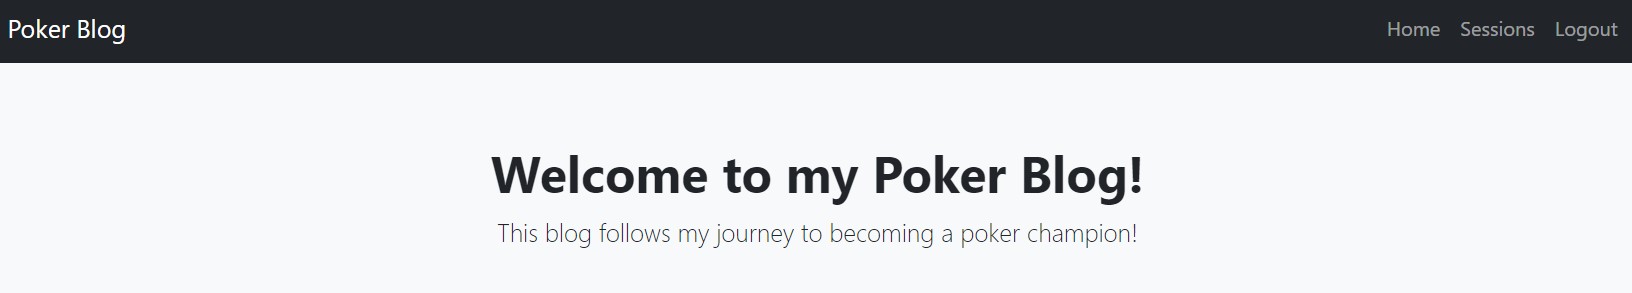 Poker Blog Home Sessions Logout
Welcome to my Poker Blog!
This blog follows my journey to becoming a poker champion!